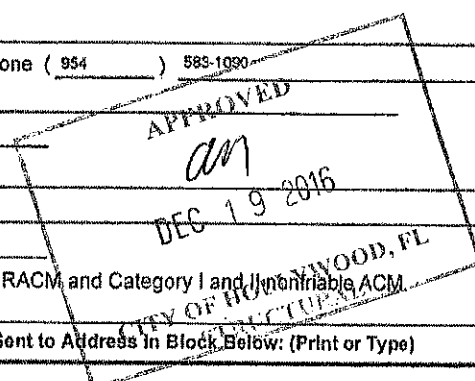 one ( 954 ) 583-1090
APPROVED
DEC 19 2016
RACM and Category I and II nonfriable ACM
CITY OF HOLLYWOOD, FL
STRUCTURAL
Sent to Address in Block Below: (Print or Type)